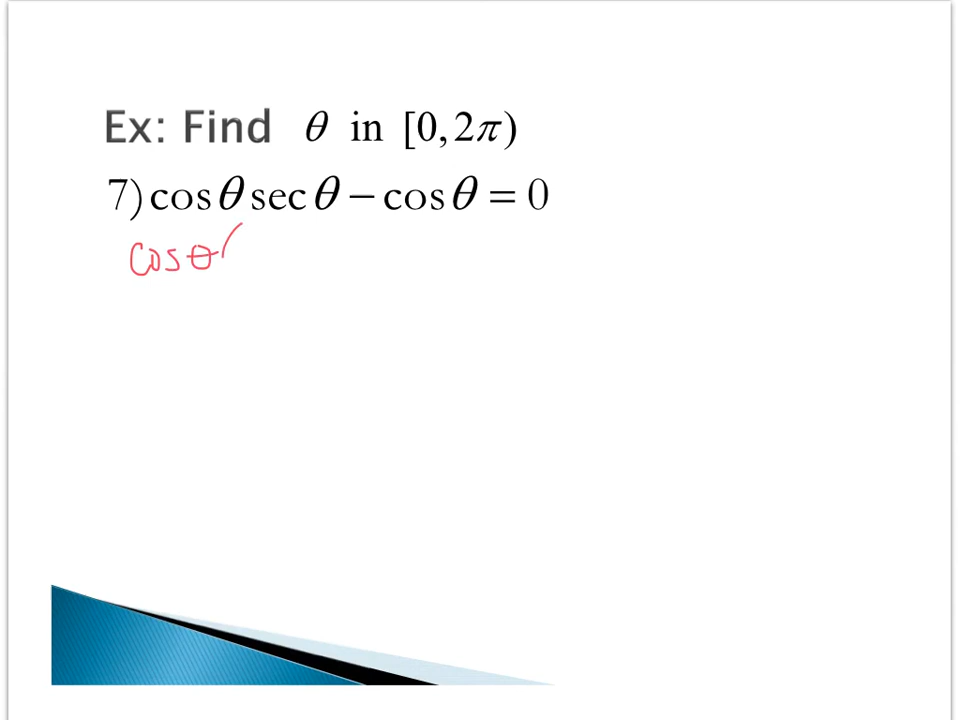 Ex: Find θ in [0, 2π)
7) cos θ sec θ − cos θ = 0
cos θ (